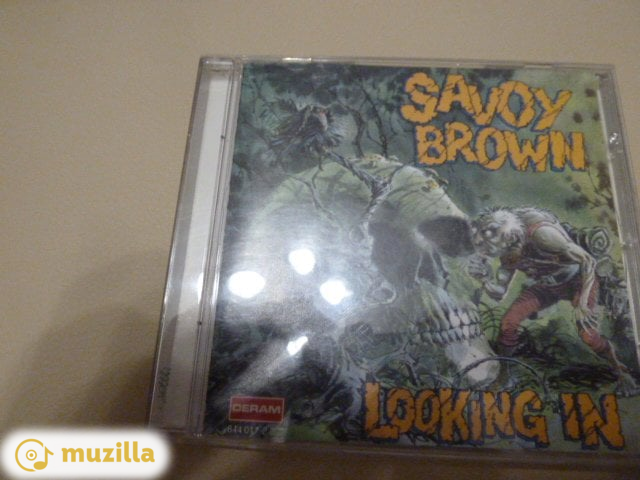 SAVOY
BROWN
LOOKING IN
DERAM
muzilla